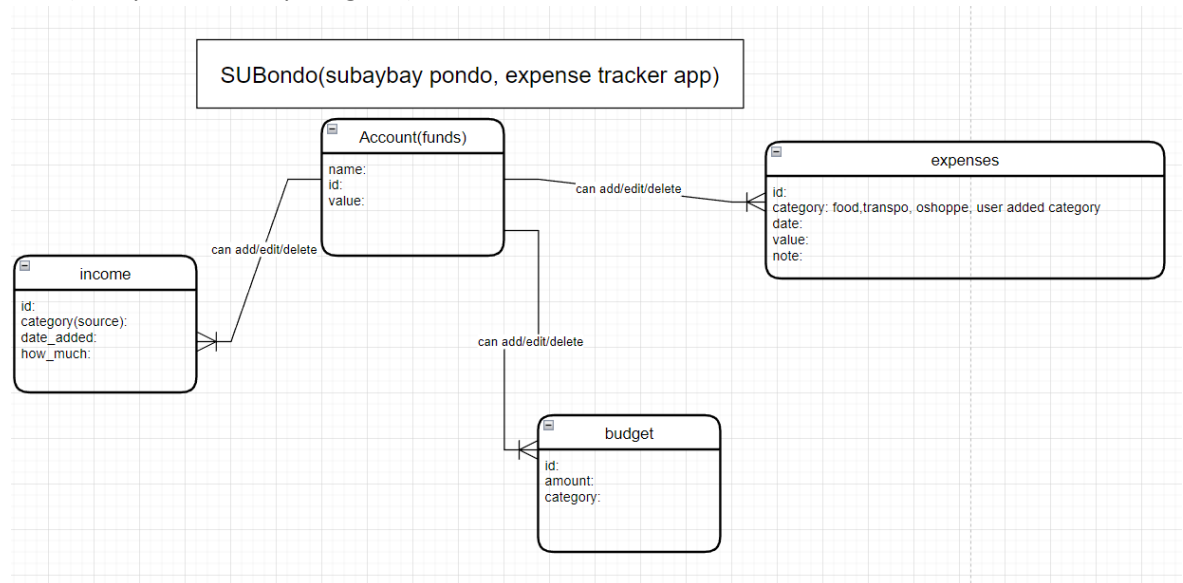 SUBondo(subaybay pondo, expense tracker app)
Account(funds)
name:
id:
value:
can add/edit/delete
expenses
id:
category: food,transpo, oshoppe, user added category
date:
value:
note:
can add/edit/delete
income
id:
category(source):
date_added:
how_much:
can add/edit/delete
budget
id:
amount:
category: